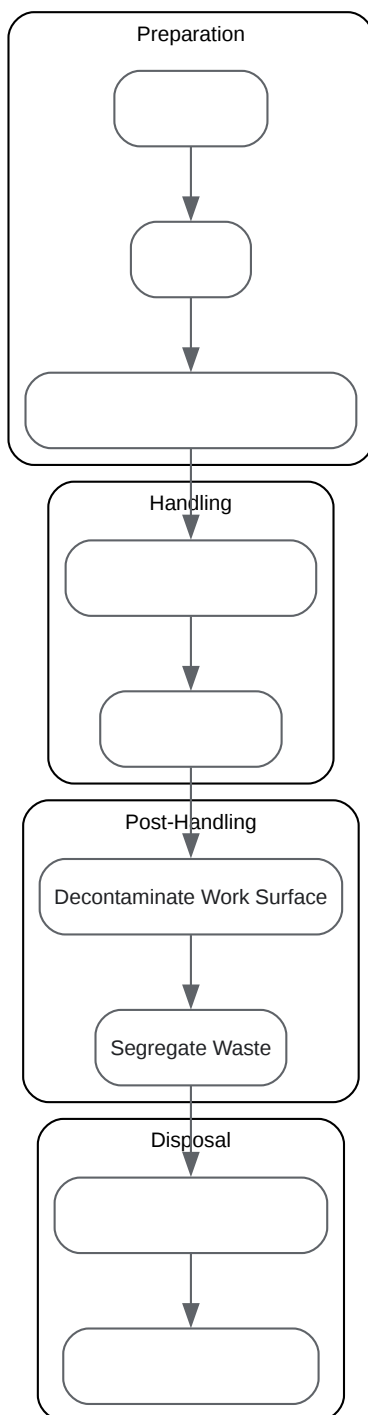 Preparation
Handling
Post-Handling
Decontaminate Work Surface
Segregate Waste
Disposal